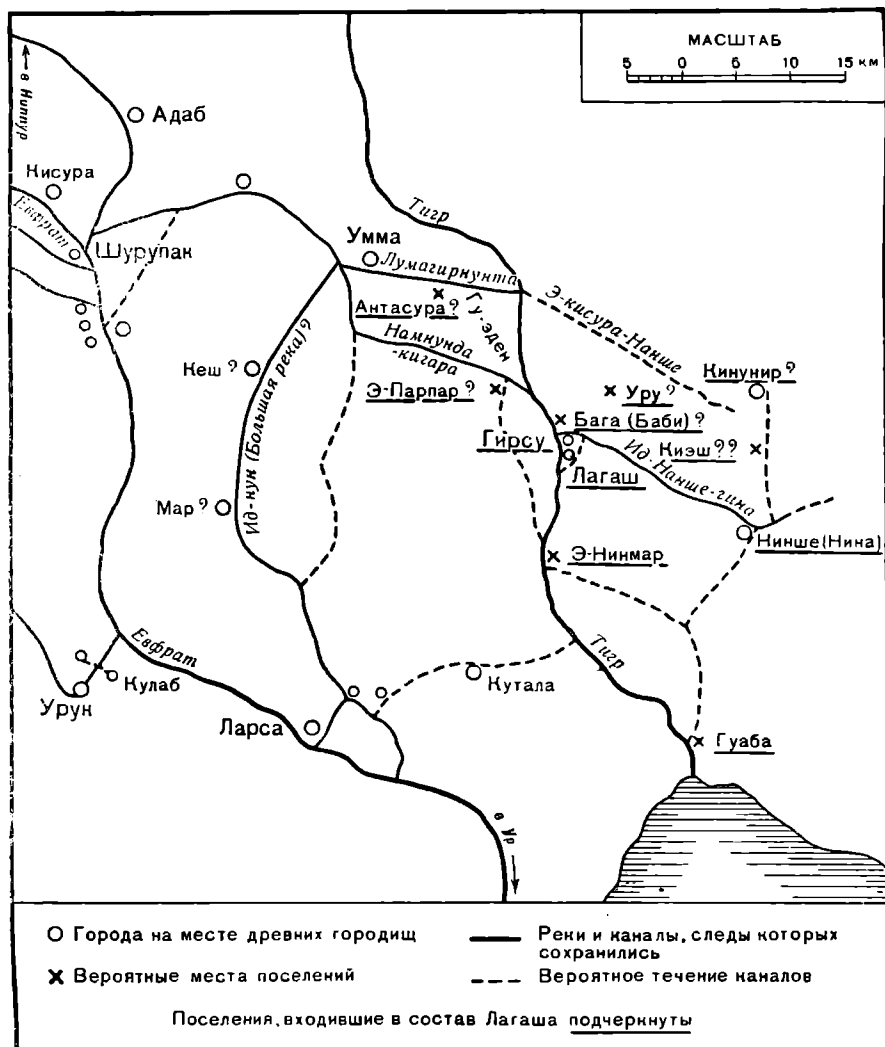 МАСШТАБ
5 0 5 10 15 км
в Ниппур
Адаб
Кисура
Евфрат
Шурупак
Тигр
Умма
Лумагирнунта
Антасура?
Гу-эден
Э-кисура-Нанше
Намнунда
-кигара
Кеш?
Э-Парпар?
Уру?
Кинунир?
Бага (Баби)?
Гирсу
Киэш??
Лагаш
Ид-Нанше-гина
Ид-нун (Большая река)?
Мар?
Нинше (Нина)
Э-Нинмар
Евфрат
Тигр
Кулаб
Урук
Кутала
Ларса
Гуаба
в Ур
Города на месте древних городищ
Реки и каналы, следы которых
сохранились
Вероятные места поселений
Вероятное течение каналов
Поселения, входившие в состав Лагаша подчеркнуты